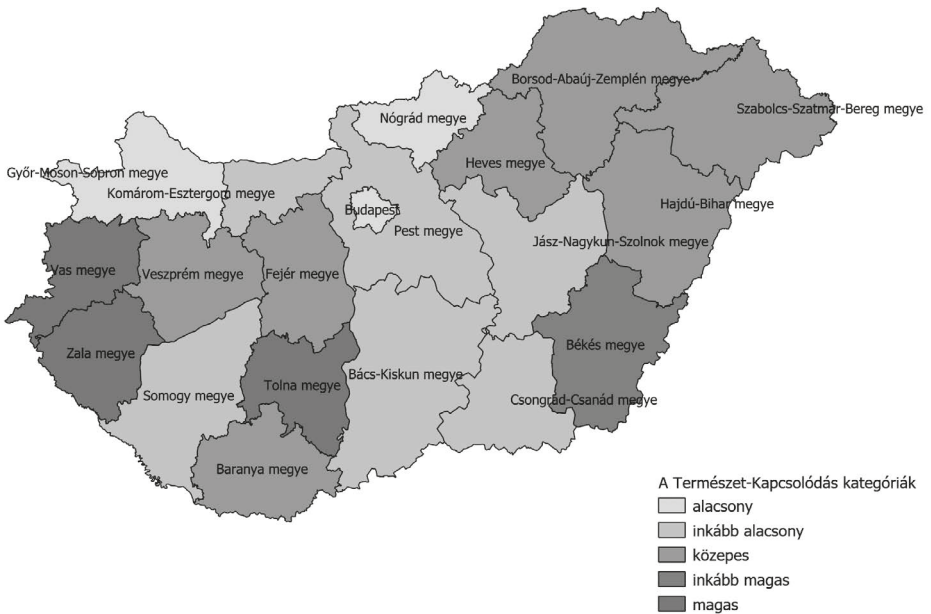 Borsod-Abaúj-Zemplén megye
Szabolcs-Szatmár-Bereg megye
Nógrád megye
Heves megye
Győr-Moson-Sopron megye
Komárom-Esztergom megye
Budapest
Hajdú-Bihar megye
Pest megye
Jász-Nagykun-Szolnok megye
Vas megye
Veszprém megye
Fejér megye
Zala megye
Békés megye
Bács-Kiskun megye
Tolna megye
Somogy megye
Csongrád-Csanád megye
Baranya megye
A Természet-Kapcsolódás kategóriák
alacsony
inkább alacsony
közepes
inkább magas
magas